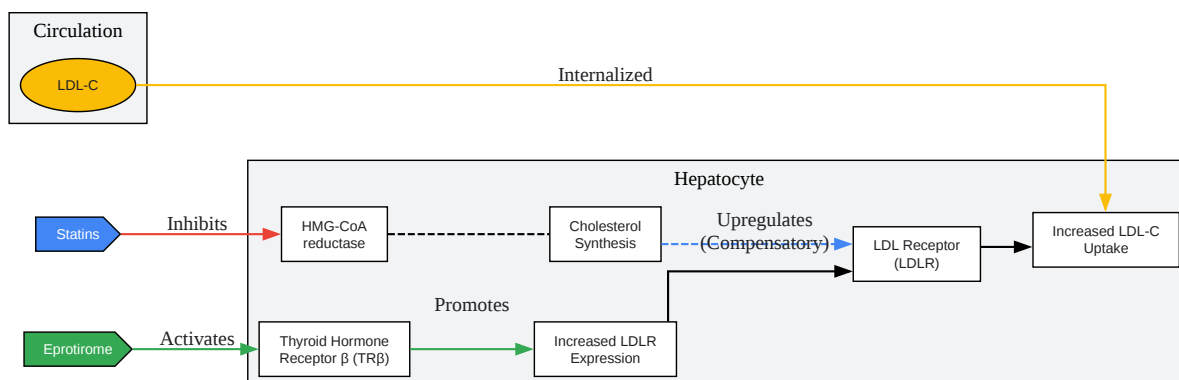 Circulation
LDL-C
Internalized
Hepatocyte
Statins
Inhibits
HMG-CoA
reductase
Cholesterol
Synthesis
Upregulates
(Compensatory)
LDL Receptor
(LDLR)
Increased LDL-C
Uptake
Eprotirome
Activates
Thyroid Hormone
Receptor β (TRβ)
Promotes
Increased LDLR
Expression